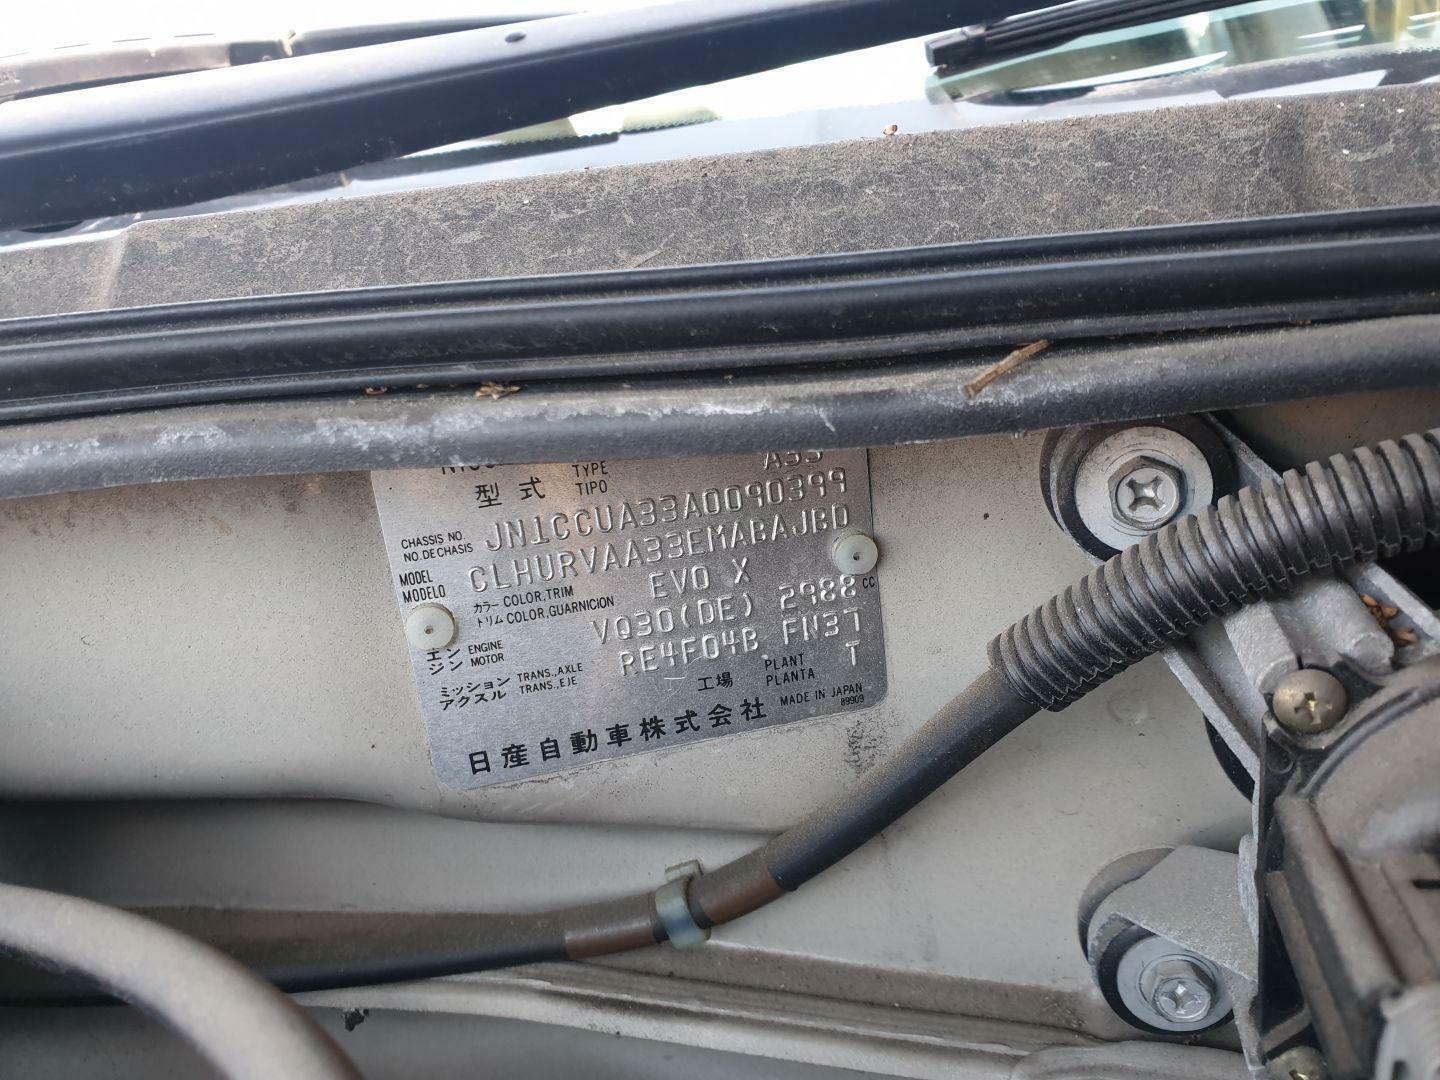 TYPE A33
型式 TIPO
CHASSIS NO. JN1CCUA33A0090399
NO. DE CHASIS
MODEL CLHURVAA33EMABAJBD
MODELO
カラー COLOR,TRIM EVO X
トリム COLOR,GUARNICION
エン ENGINE VQ30(DE) 2988 CC
ジン MOTOR
ミッション TRANS.,AXLE RE4F04B FN37
アクスル TRANS.,EJE
工場 PLANT T
PLANTA
日産自動車株式会社 MADE IN JAPAN
89909